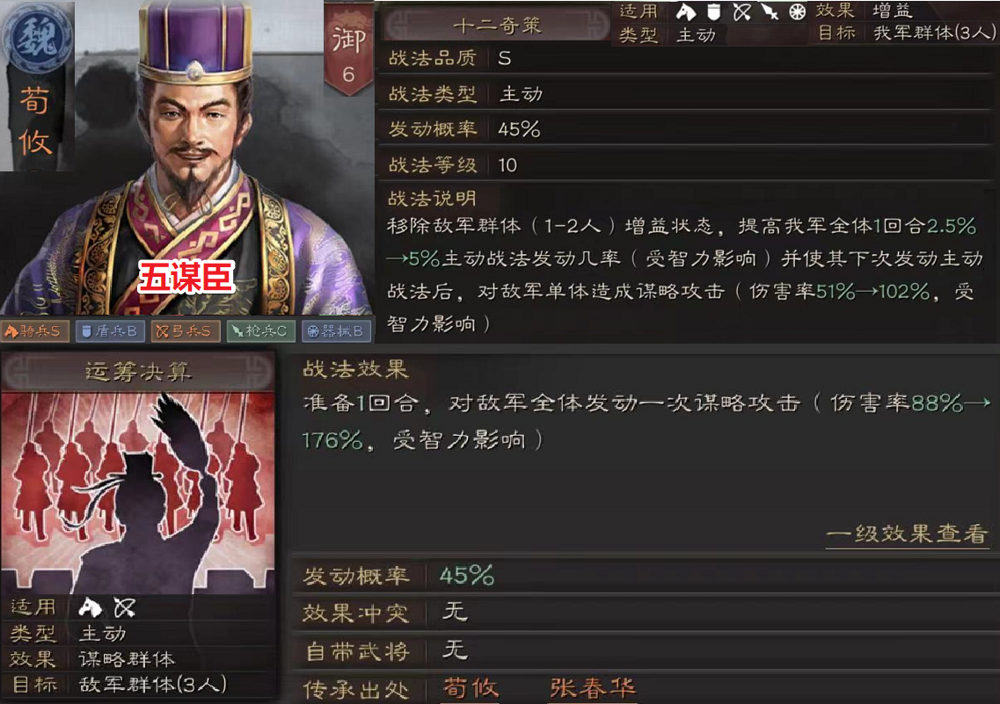 魏
荀攸
御
6
五谋臣
骑兵S 盾兵B 弓兵S 枪兵C 器械B
十二奇策
适用 效果 增益
类型 主动 目标 我军群体(3人)
战法品质 S
战法类型 主动
发动概率 45%
战法等级 10
战法说明
移除敌军群体（1-2人）增益状态，提高我军全体1回合2.5%
→5%主动战法发动几率（受智力影响）并使其下次发动主动
战法后，对敌军单体造成谋略攻击（伤害率51%→102%，受
智力影响）
运筹决算
适用
类型 主动
效果 谋略群体
目标 敌军群体(3人)
战法效果
准备1回合，对敌军全体发动一次谋略攻击（伤害率88%→
176%，受智力影响）
一级效果查看
发动概率 45%
效果冲突 无
自带武将 无
传承出处 荀攸 张春华